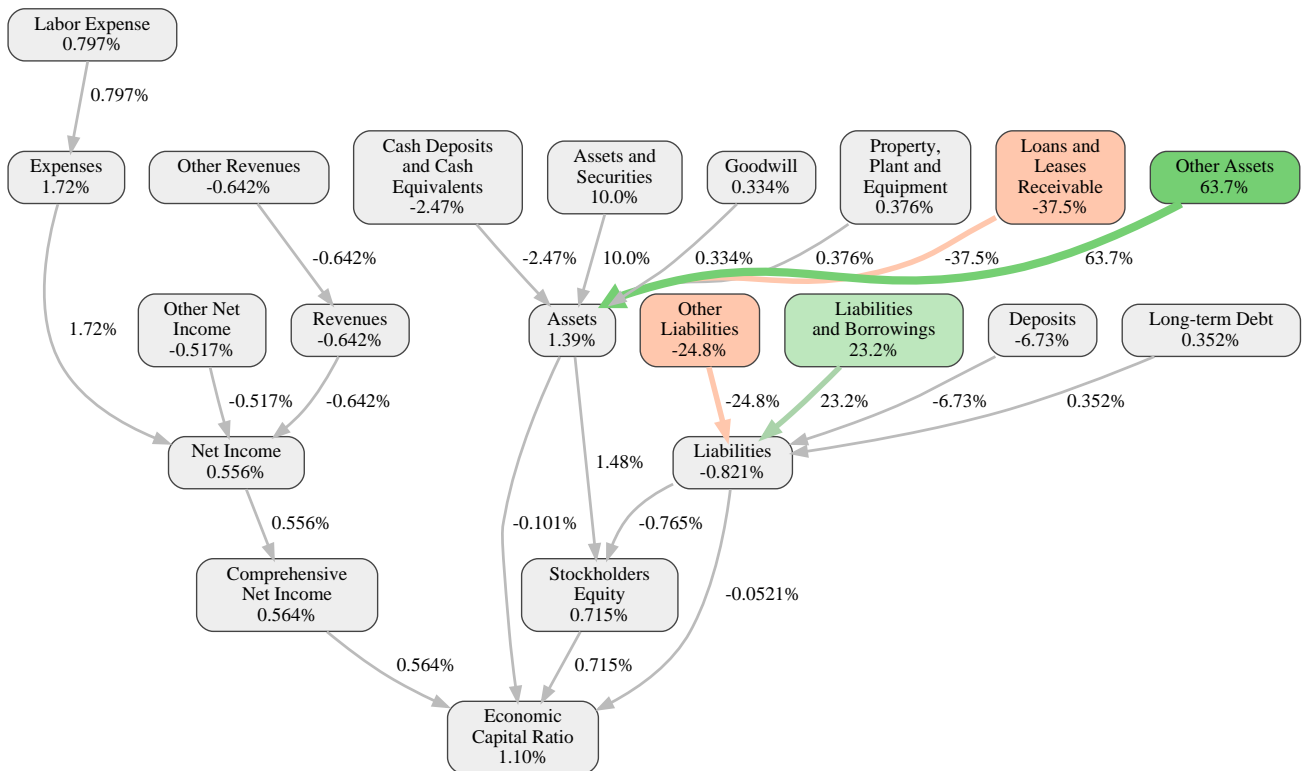 Labor Expense
0.797%
0.797%
Expenses
1.72%
Other Revenues
-0.642%
Cash Deposits
and Cash
Equivalents
-2.47%
Assets and
Securities
10.0%
Goodwill
0.334%
Property,
Plant and
Equipment
0.376%
Loans and
Leases
Receivable
-37.5%
Other Assets
63.7%
-0.642%
-2.47%
10.0%
0.334%
0.376%
-37.5%
63.7%
1.72%
Other Net
Income
-0.517%
Revenues
-0.642%
Assets
1.39%
Other
Liabilities
-24.8%
Liabilities
and Borrowings
23.2%
Deposits
-6.73%
Long-term Debt
0.352%
-0.517%
-0.642%
-24.8%
23.2%
-6.73%
0.352%
Net Income
0.556%
1.48%
Liabilities
-0.821%
0.556%
-0.101%
-0.765%
Comprehensive
Net Income
0.564%
Stockholders
Equity
0.715%
-0.0521%
0.564%
0.715%
Economic
Capital Ratio
1.10%